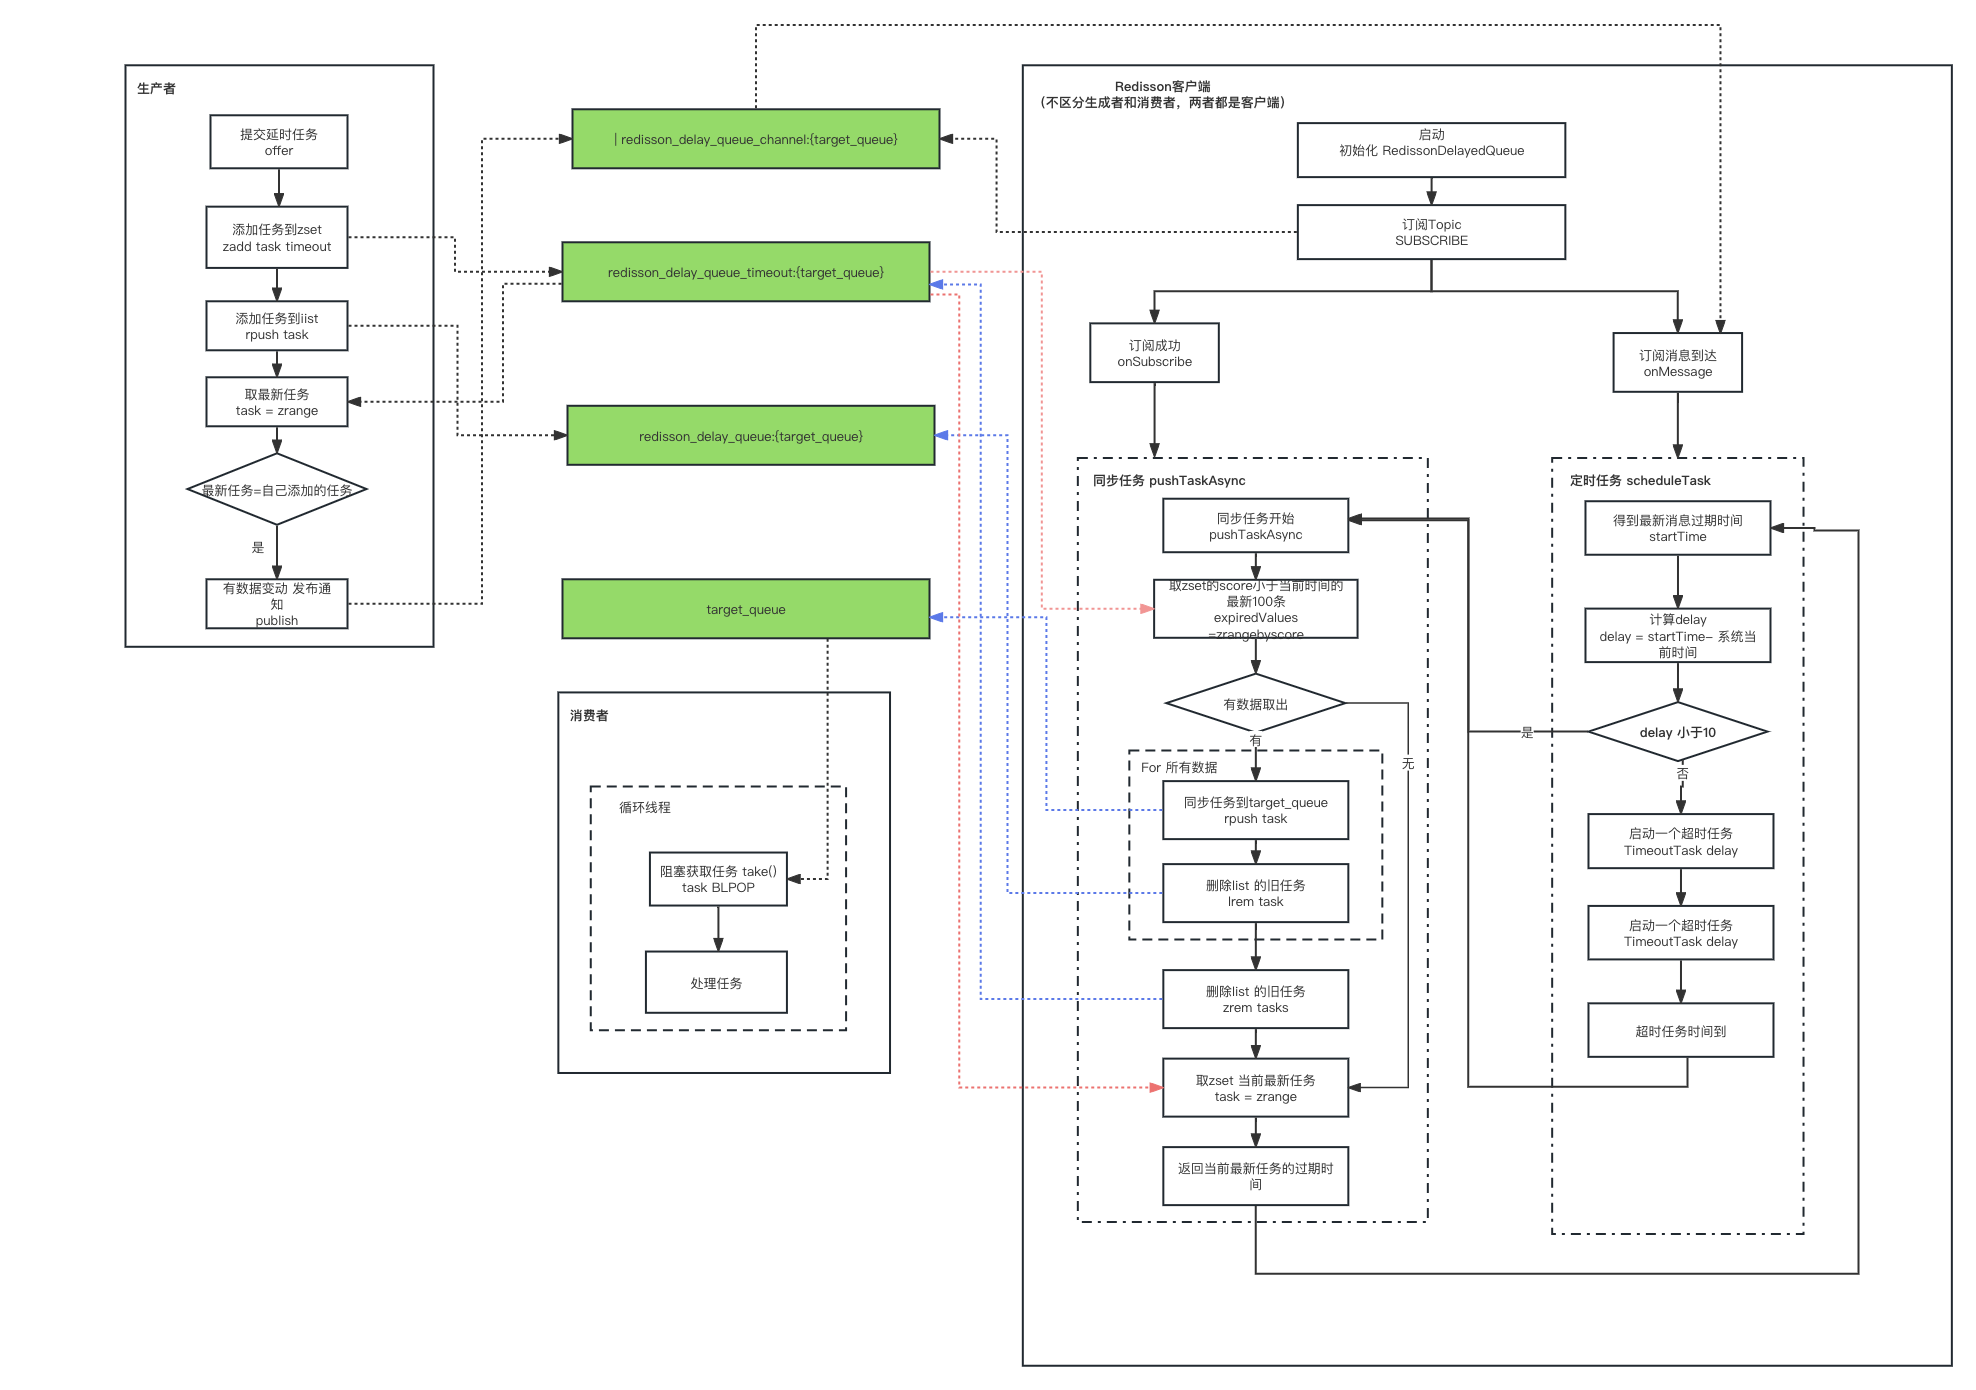 生产者
提交延时任务
offer
添加任务到zset
zadd task timeout
添加任务到iist
rpush task
取最新任务
task = zrange
最新任务=自己添加的任务
是
有数据变动 发布通
知
publish
| redisson_delay_queue_channel:{target_queue}
redisson_delay_queue_timeout:{target_queue}
redisson_delay_queue:{target_queue}
target_queue
消费者
循环线程
阻塞获取任务 take()
task BLPOP
处理任务
Redisson客户端
（不区分生成者和消费者，两者都是客户端）
启动
初始化 RedissonDelayedQueue
订阅Topic
SUBSCRIBE
订阅成功
onSubscribe
订阅消息到达
onMessage
同步任务 pushTaskAsync
同步任务开始
pushTaskAsync
取zset的score小于当前时间的
最新100条
expiredValues
=zrangebyscore
有数据取出
有
无
For 所有数据
同步任务到target_queue
rpush task
删除list 的旧任务
lrem task
删除list 的旧任务
zrem tasks
取zset 当前最新任务
task = zrange
返回当前最新任务的过期时
间
定时任务 scheduleTask
得到最新消息过期时间
startTime
计算delay
delay = startTime- 系统当
前时间
delay 小于10
是
否
启动一个超时任务
TimeoutTask delay
启动一个超时任务
TimeoutTask delay
超时任务时间到